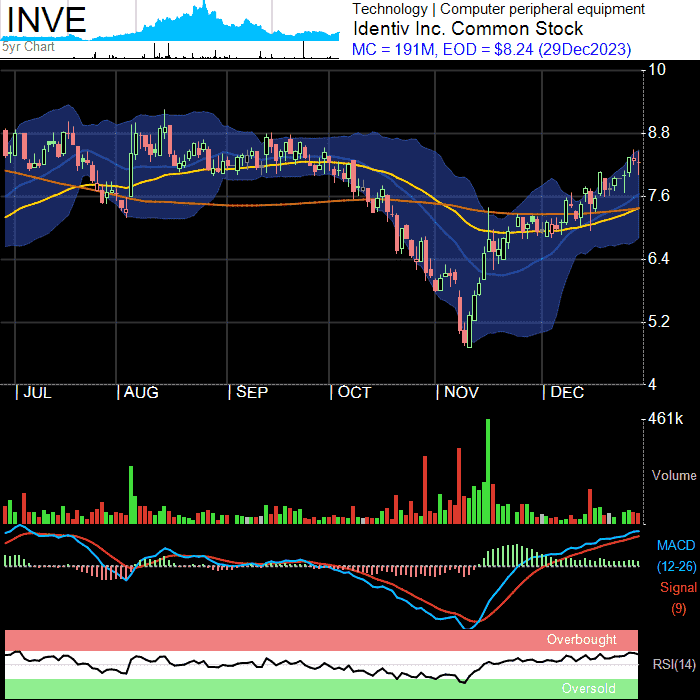 INVE
5yr Chart
Technology | Computer peripheral equipment
Identiv Inc. Common Stock
MC = 191M, EOD = $8.24 (29Dec2023)
10
8.8
7.6
6.4
5.2
4
| JUL | AUG | SEP | OCT | NOV | DEC
461k
Volume
MACD
(12-26)
Signal
(9)
Overbought
RSI(14)
Oversold